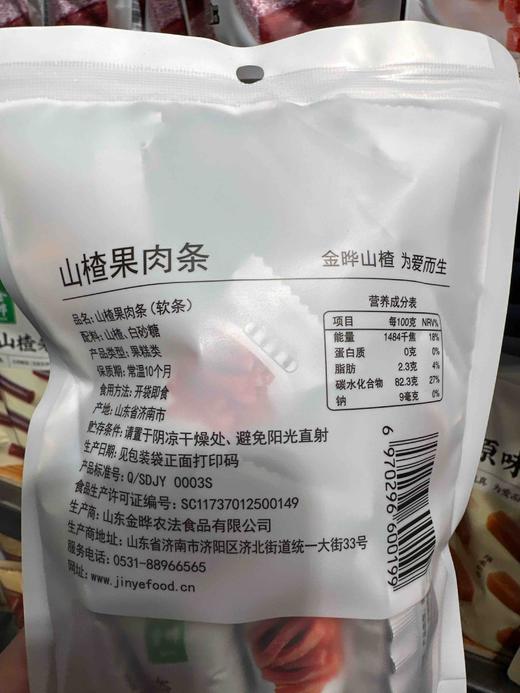 山楂果肉条
金晔山楂 为爱而生
品名:山楂果肉条(软条)
配料:山楂、白砂糖
产品类型:果糕类
保质期:常温10个月
食用方法:开袋即食
产地:山东省济南市
贮存条件:请置于阴凉干燥处、避免阳光直射
生产日期:见包装袋正面打印码
产品标准号:Q/SDJY 0003S
食品生产许可证编号:SC11737012500149
生产商:山东金晔农法食品有限公司
生产商地址:山东省济南市济阳区济北街道统一大街33号
服务电话:0531-88966565
网址:www.jinyefood.cn
营养成分表
项目 每100克 NRV%
能量 1484千焦 18%
蛋白质 0克 0%
脂肪 2.3克 4%
碳水化合物 82.3克 27%
钠 9毫克 0%
6 970296 600199
山楂
原味